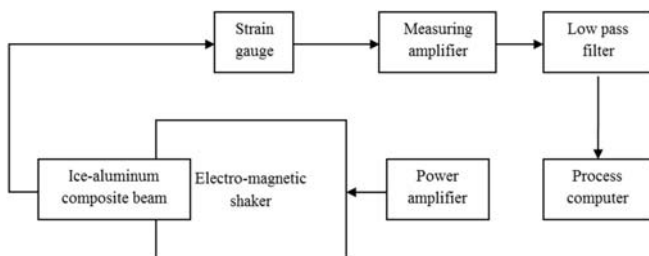 Strain
gauge
Measuring
amplifier
Low pass
filter
Ice-aluminum
composite beam
Electro-magnetic
shaker
Power
amplifier
Process
computer